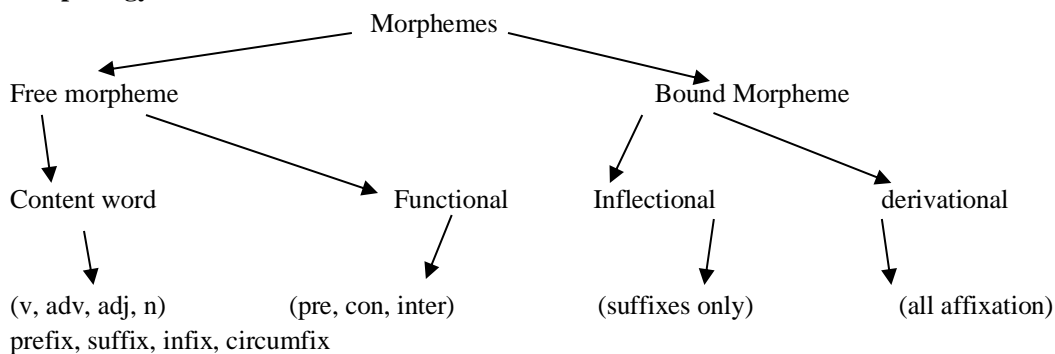 Morphemes
Free morpheme Bound Morpheme
Content word Functional Inflectional derivational
(v, adv, adj, n) (pre, con, inter) (suffixes only) (all affixation)
prefix, suffix, infix, circumfix